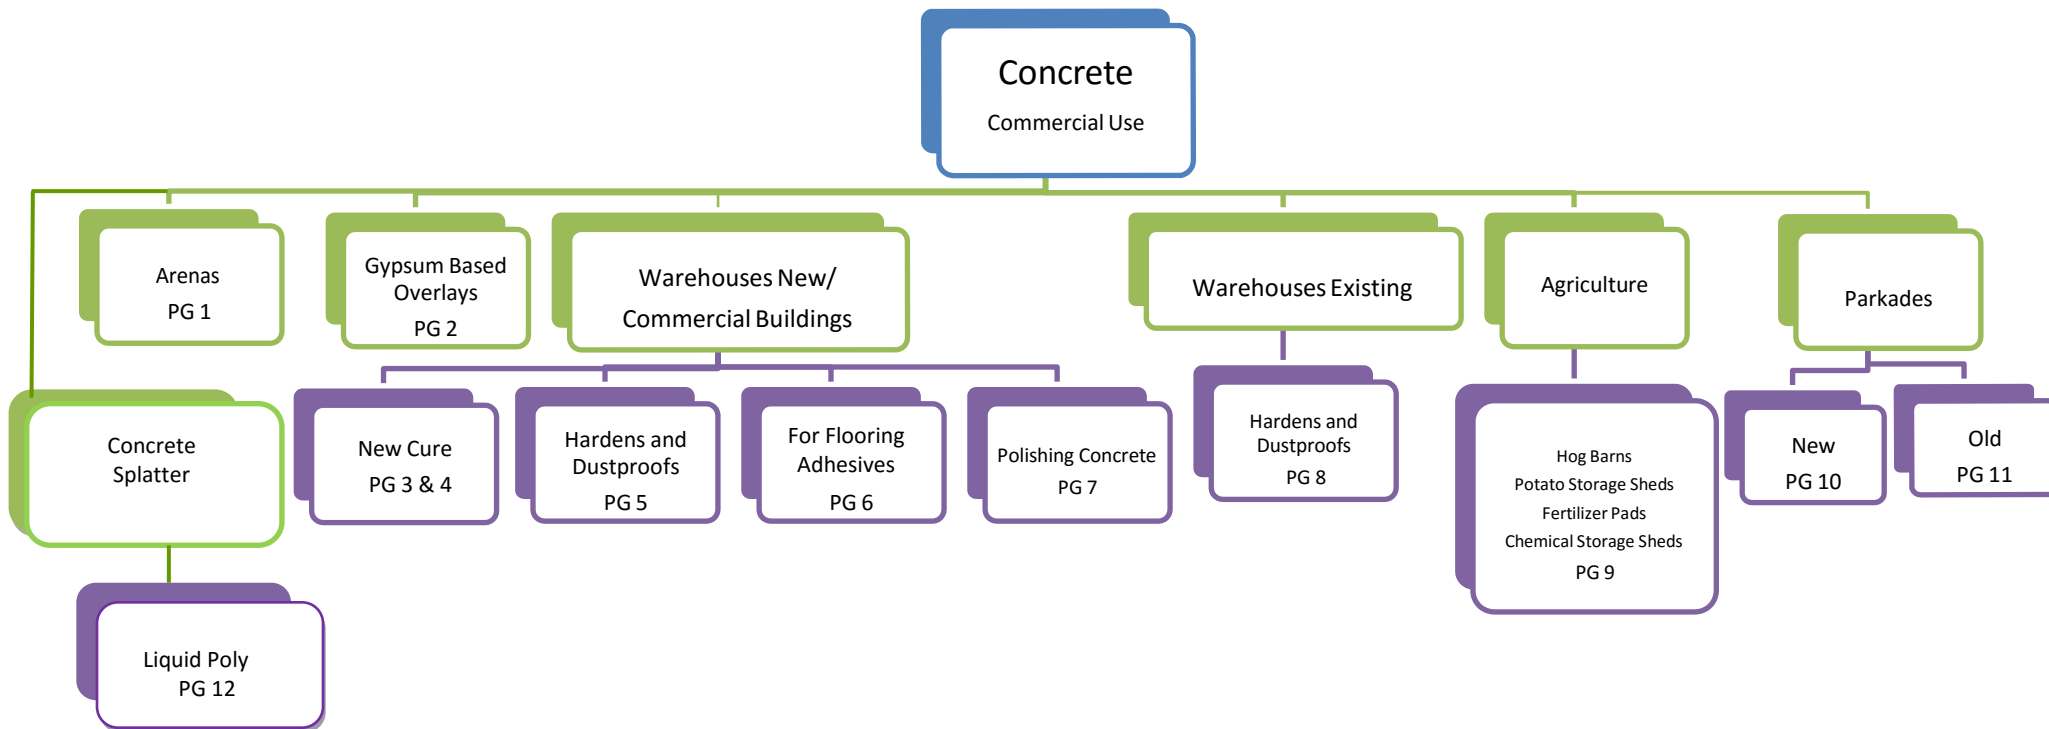 Concrete
Commercial Use
Arenas
PG 1
Gypsum Based
Overlays
PG 2
Warehouses New/
Commercial Buildings
Warehouses Existing
Agriculture
Parkades
Concrete
Splatter
New Cure
PG 3 & 4
Hardens and
Dustproofs
PG 5
For Flooring
Adhesives
PG 6
Polishing Concrete
PG 7
Hardens and
Dustproofs
PG 8
Hog Barns
Potato Storage Sheds
Fertilizer Pads
Chemical Storage Sheds
PG 9
New
PG 10
Old
PG 11
Liquid Poly
PG 12